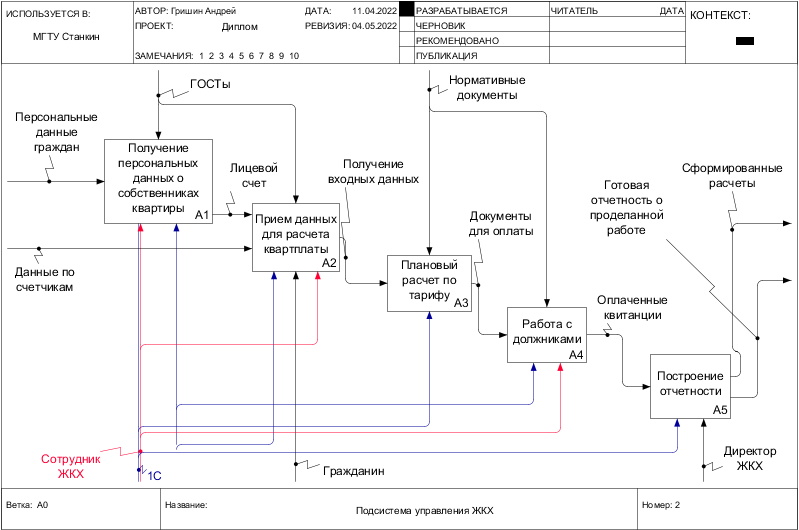 ИСПОЛЬЗУЕТСЯ В:
МГТУ Станкин
АВТОР: Гришин Андрей
ДАТА: 11.04.2022
ПРОЕКТ: Диплом
РЕВИЗИЯ: 04.05.2022
ЗАМЕЧАНИЯ: 1 2 3 4 5 6 7 8 9 10
РАЗРАБАТЫВАЕТСЯ
ЧЕРНОВИК
РЕКОМЕНДОВАНО
ПУБЛИКАЦИЯ
ЧИТАТЕЛЬ ДАТА
КОНТЕКСТ:
ГОСТы
Нормативные
документы
Персональные
данные
граждан
Получение
персональных
данных о
собственниках
квартиры
A1
Лицевой
счет
Получение
входных данных
Прием данных
для расчета
квартплаты
A2
Данные по
счетчикам
Документы
для оплаты
Плановый
расчет по
тарифу
A3
Готовая
отчетность о
проделанной
работе
Сформированные
расчеты
Оплаченные
квитанции
Работа с
должниками
A4
Построение
отчетности
A5
Сотрудник
ЖКХ
1С
Гражданин
Директор
ЖКХ
Ветка: A0
Название:
Подсистема управления ЖКХ
Номер: 2